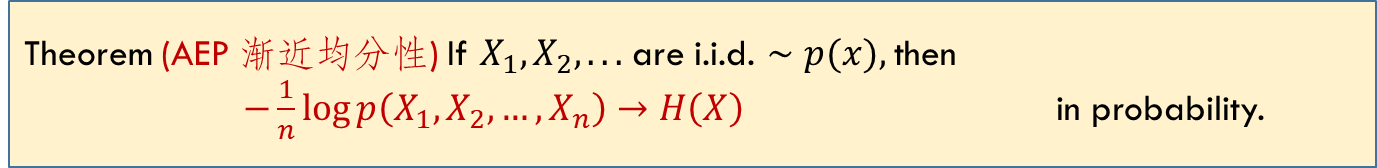 Theorem (AEP 渐近均分性) If X₁, X₂, … are i.i.d. ~ p(x), then
−1/n log p(X₁, X₂, …, Xₙ) → H(X) in probability.